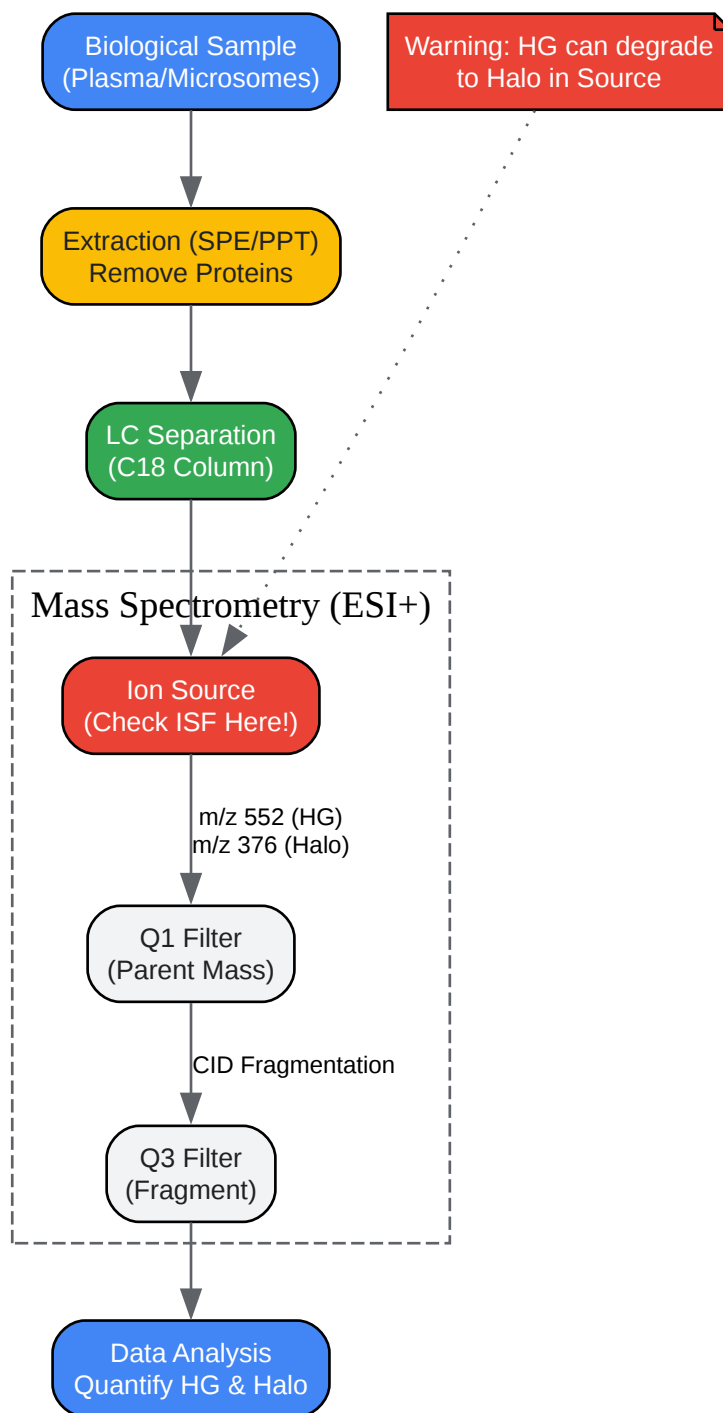 Biological Sample
(Plasma/Microsomes)
Warning: HG can degrade
to Halo in Source
Extraction (SPE/PPT)
Remove Proteins
LC Separation
(C18 Column)
Mass Spectrometry (ESI+)
Ion Source
(Check ISF Here!)
m/z 552 (HG)
m/z 376 (Halo)
Q1 Filter
(Parent Mass)
CID Fragmentation
Q3 Filter
(Fragment)
Data Analysis
Quantify HG & Halo